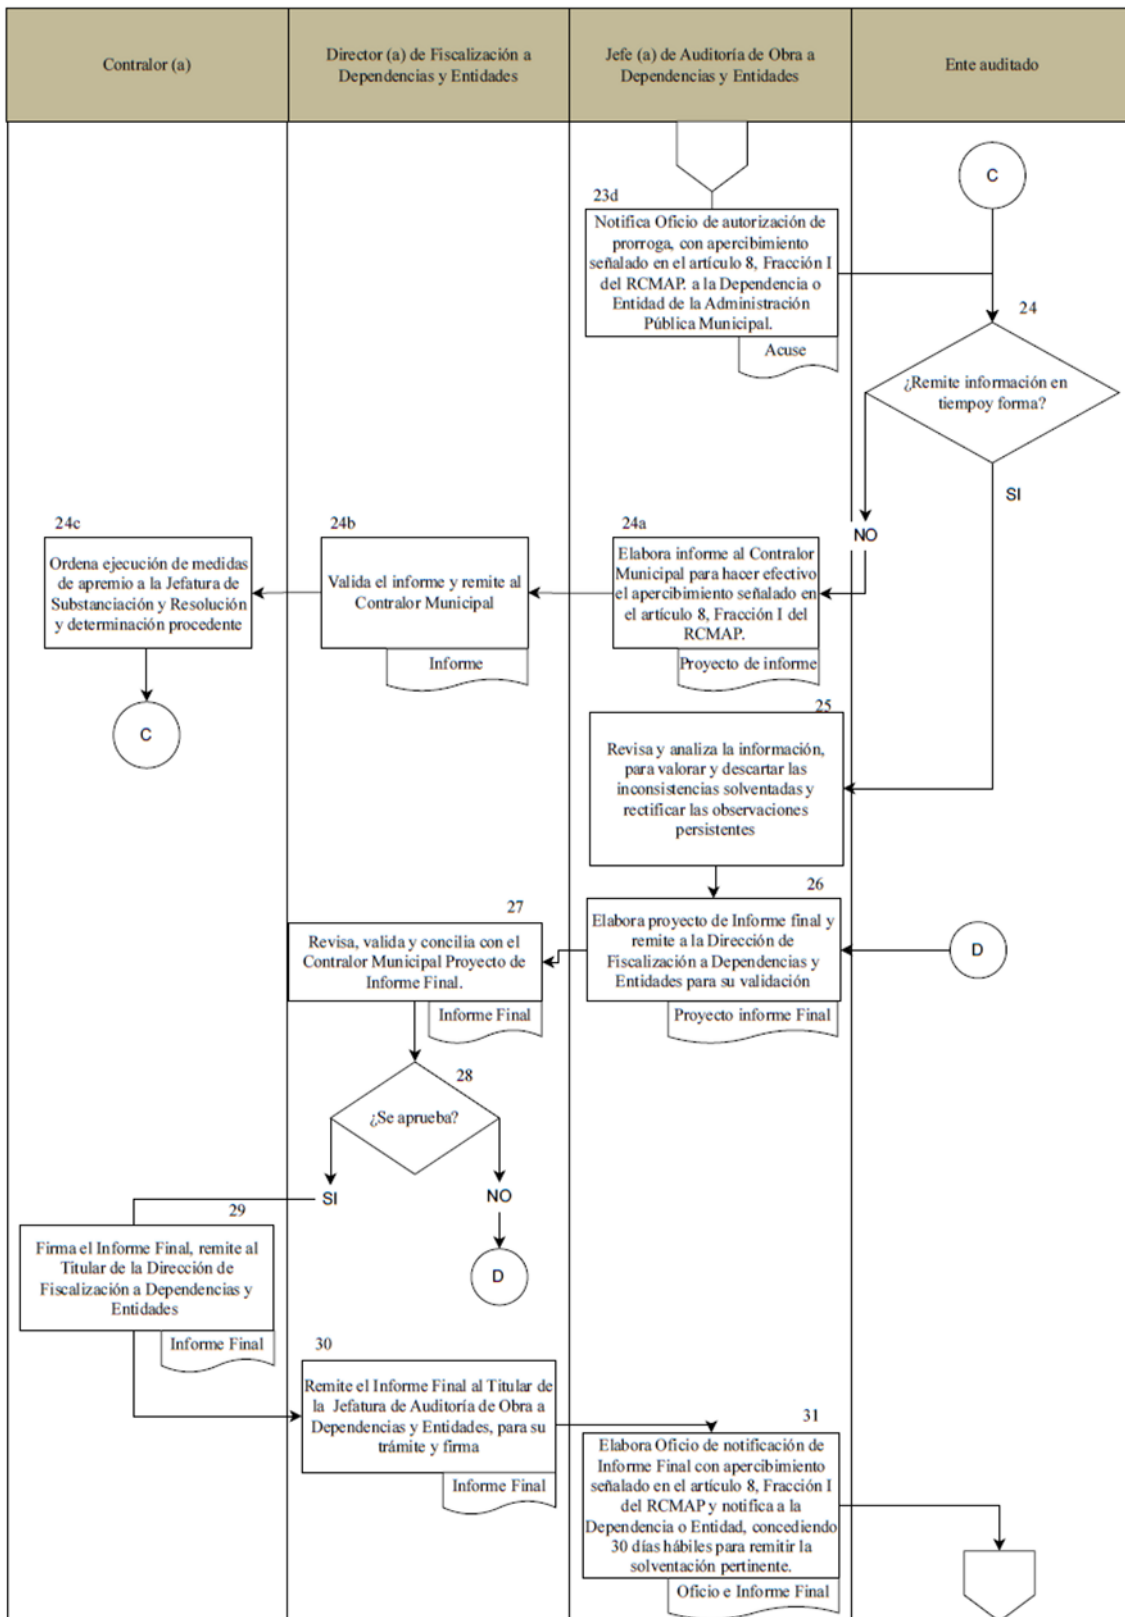 Contralor (a)
Director (a) de Fiscalización a
Dependencias y Entidades
Jefe (a) de Auditoría de Obra a
Dependencias y Entidades
Ente auditado
C
23d
Notifica Oficio de autorización de
prorroga, con apercibimiento
señalado en el artículo 8, Fracción I
del RCMAP. a la Dependencia o
Entidad de la Administración
Pública Municipal.
Acuse
24
¿Remite información en
tiempoy forma?
SI
NO
24a
Elabora informe al Contralor
Municipal para hacer efectivo
el apercibimiento señalado en
el artículo 8, Fracción I del
RCMAP.
Proyecto de informe
24b
Valida el informe y remite al
Contralor Municipal
Informe
24c
Ordena ejecución de medidas
de apremio a la Jefatura de
Substanciación y Resolución
y determinación procedente
C
25
Revisa y analiza la información,
para valorar y descartar las
inconsistencias solventadas y
rectificar las observaciones
persistentes
26
Elabora proyecto de Informe final y
remite a la Dirección de
Fiscalización a Dependencias y
Entidades para su validación
Proyecto informe Final
D
27
Revisa, valida y concilia con el
Contralor Municipal Proyecto de
Informe Final.
Informe Final
28
¿Se aprueba?
SI
NO
D
29
Firma el Informe Final, remite al
Titular de la Dirección de
Fiscalización a Dependencias y
Entidades
Informe Final
30
Remite el Informe Final al Titular de
la Jefatura de Auditoría de Obra a
Dependencias y Entidades, para su
trámite y firma
Informe Final
31
Elabora Oficio de notificación de
Informe Final con apercibimiento
señalado en el artículo 8, Fracción I
del RCMAP y notifica a la
Dependencia o Entidad, concediendo
30 días hábiles para remitir la
solventación pertinente.
Oficio e Informe Final